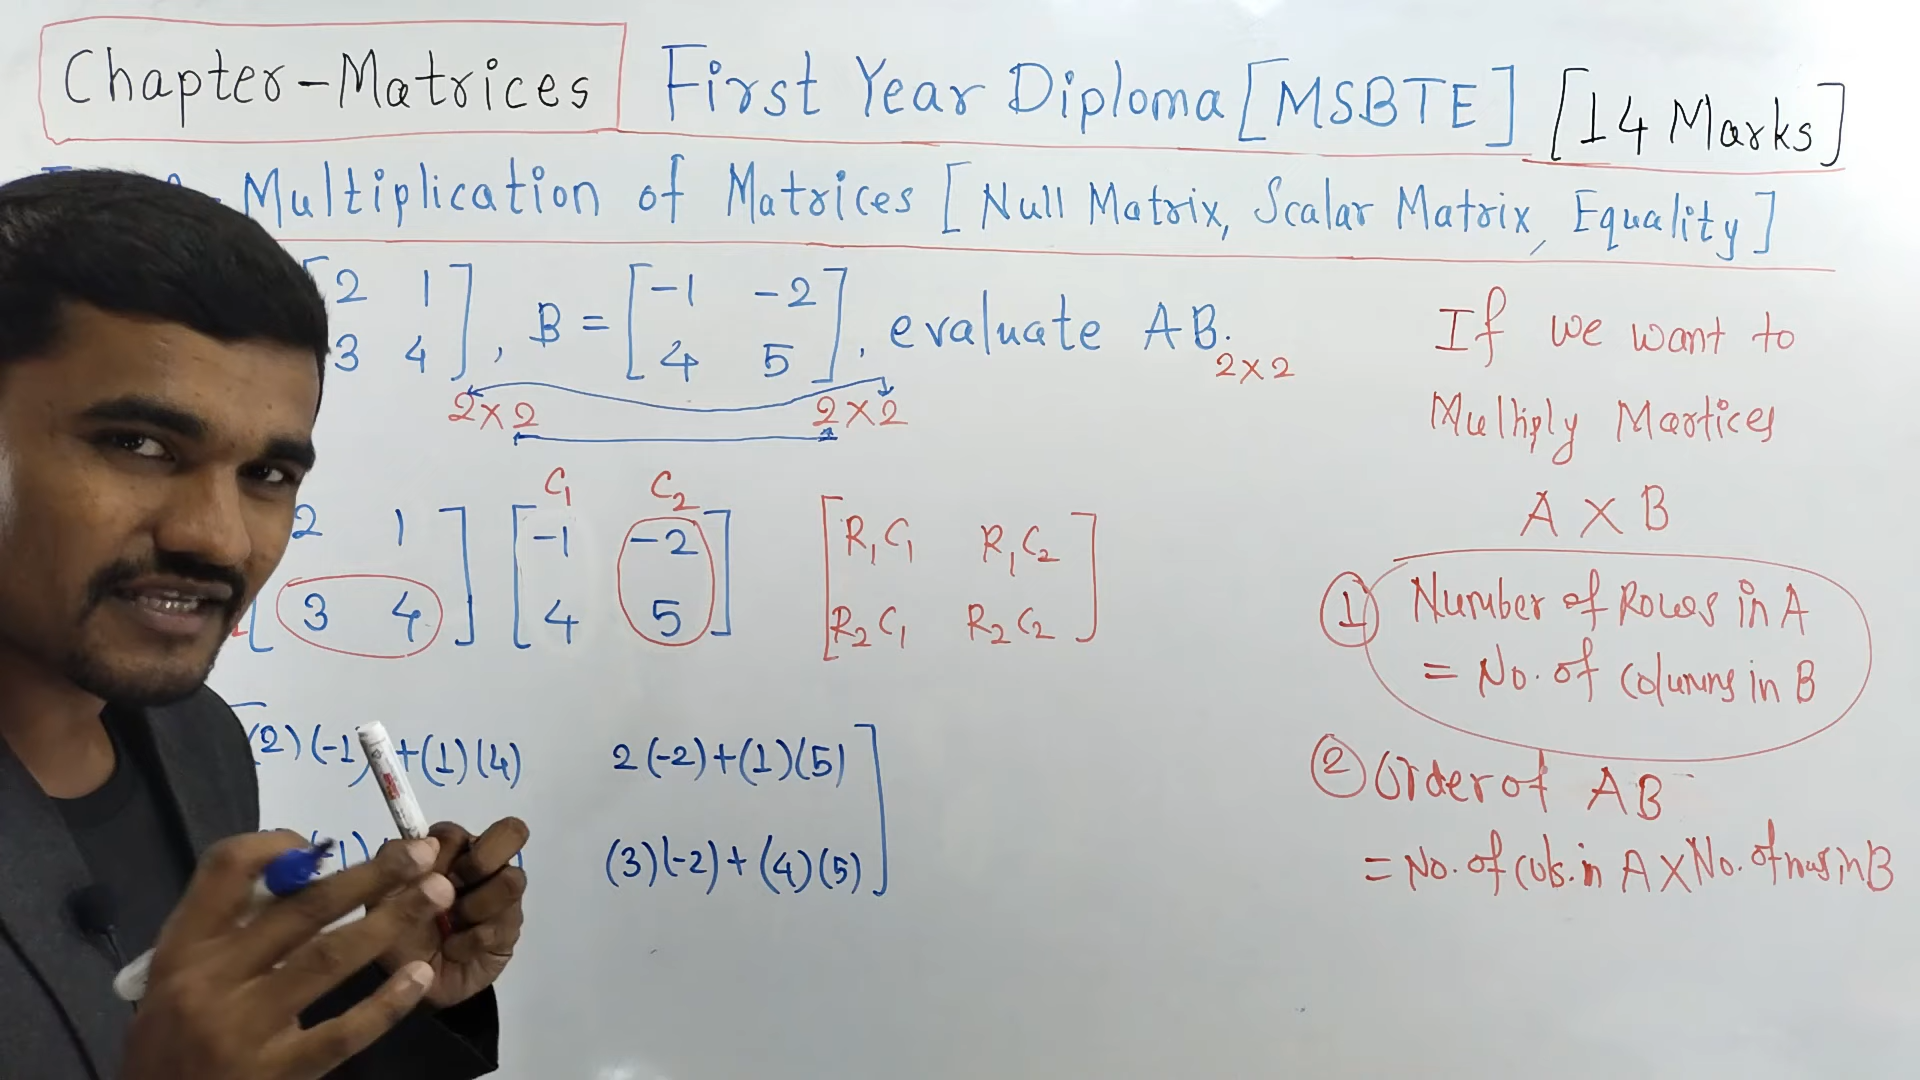 Chapter-Matrices First Year Diploma [MSBTE] [14 Marks]
Multiplication of Matrices [Null Matrix, Scalar Matrix, Equality]
[2 1] , B = [-1 -2] , evaluate AB.
3 4 4 5 2×2
2×2 2×2
C1 C2
2 1] [-1 -2] [R1C1 R1C2]
[3 4] [4 5] [R2C1 R2C2]
(2)(-1)+(1)(4) 2(-2)+(1)(5)]
(3)(-2)+(4)(5)
If we want to
Multiply Martices
A × B
① Number of Rows in A
= No. of columns in B
② Order of AB
= No. of cols. in A × No. of rows in B